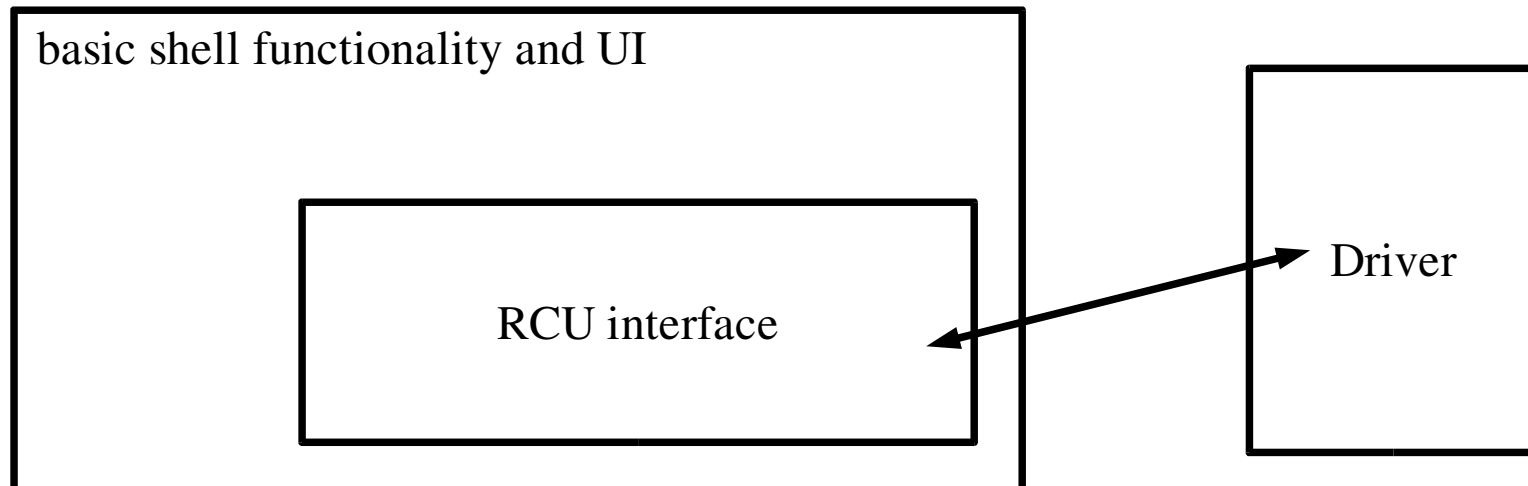 basic shell functionality and UI
Driver
RCU interface